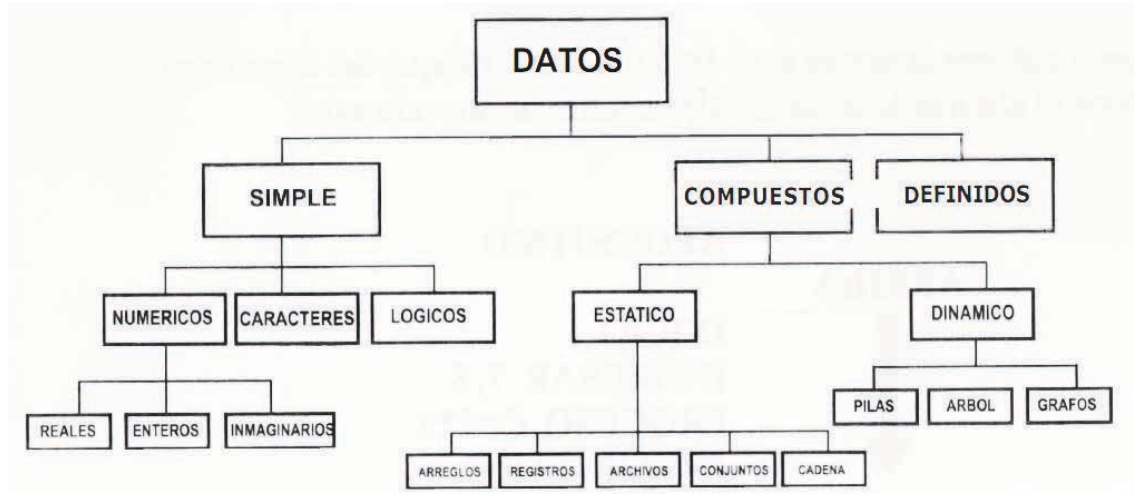 DATOS
SIMPLE
COMPUESTOS
DEFINIDOS
NUMERICOS
CARACTERES
LOGICOS
ESTATICO
DINAMICO
REALES
ENTEROS
INMAGINARIOS
PILAS
ARBOL
GRAFOS
ARREGLOS
REGISTROS
ARCHIVOS
CONJUNTOS
CADENA